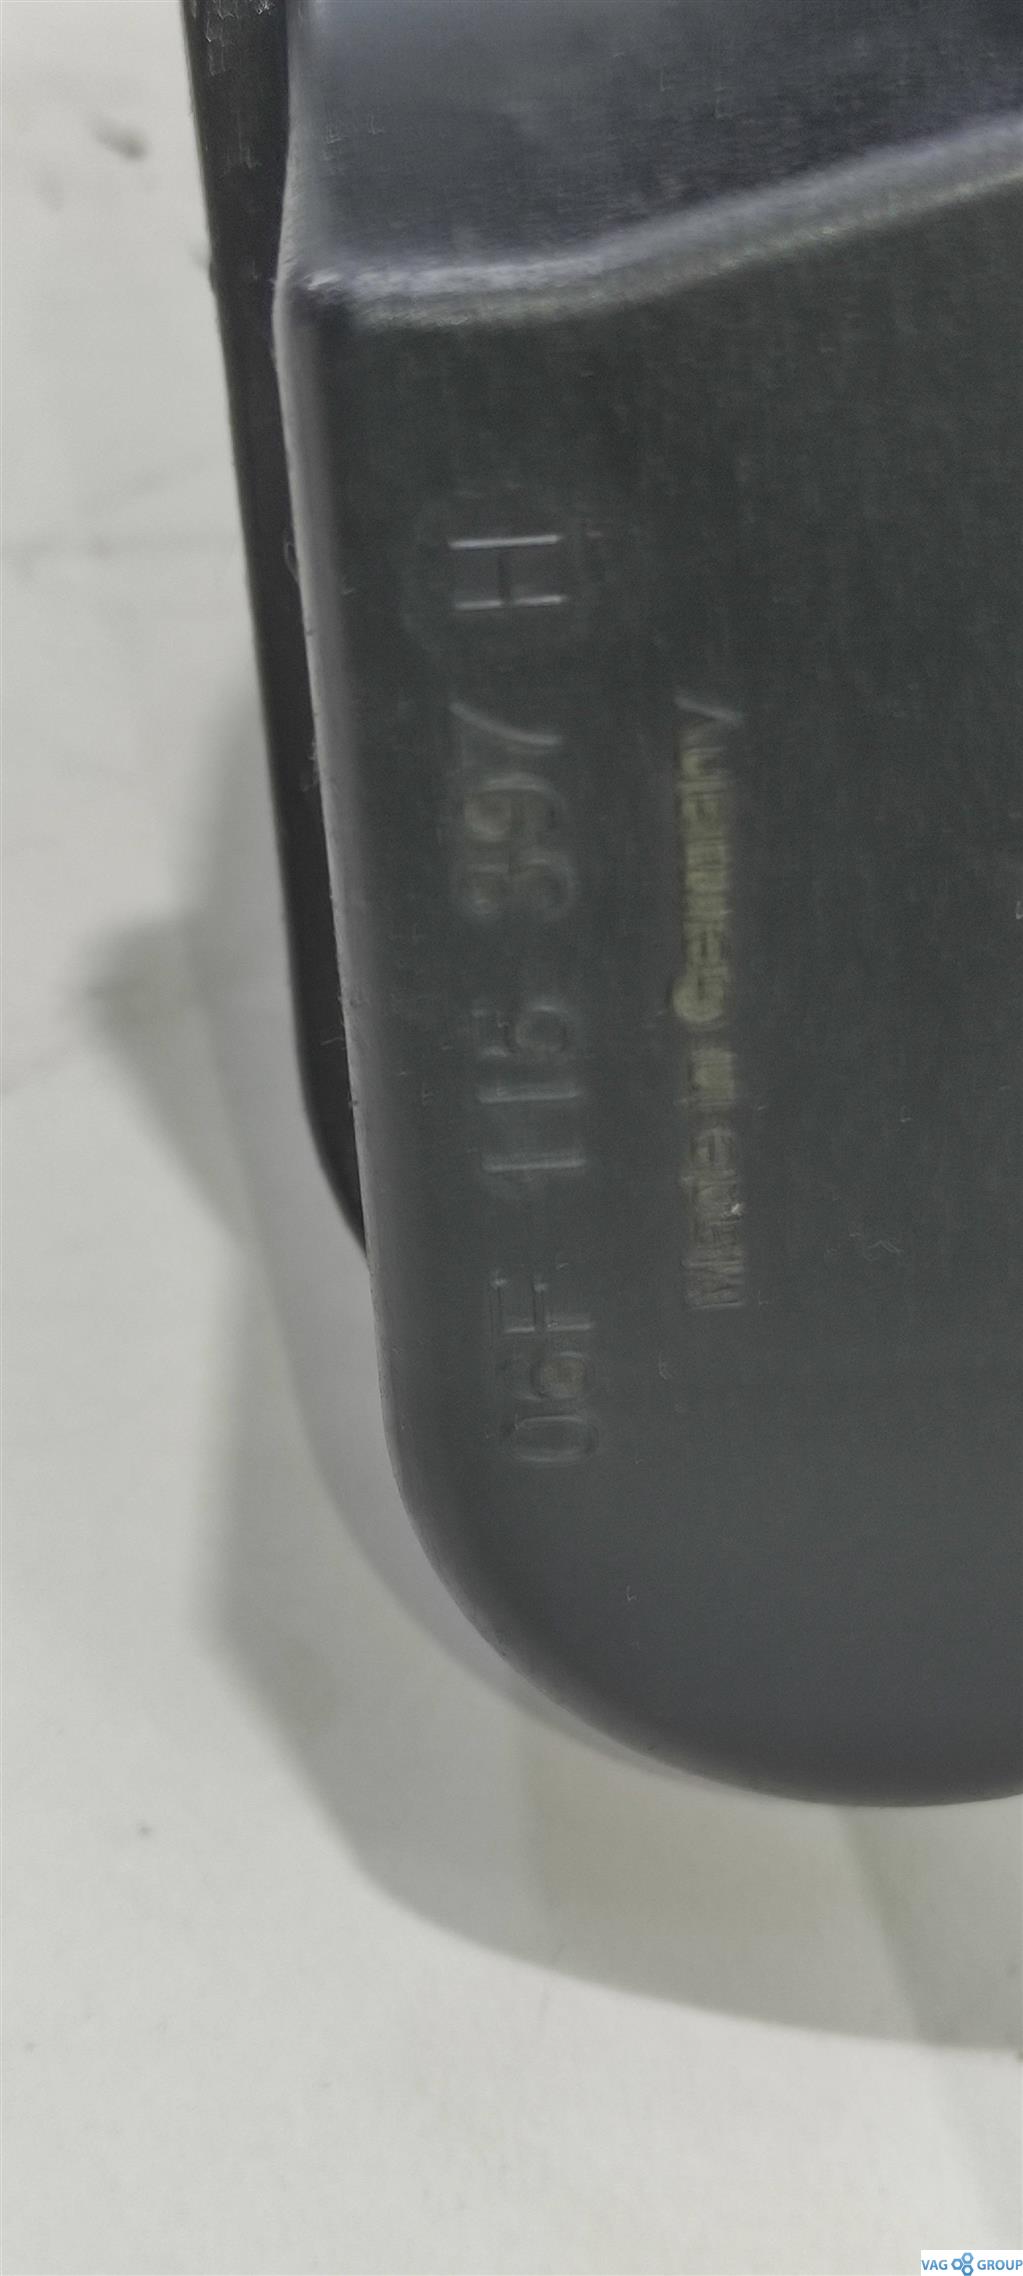 06F 115 397 H
Made in Germany
VAG GROUP